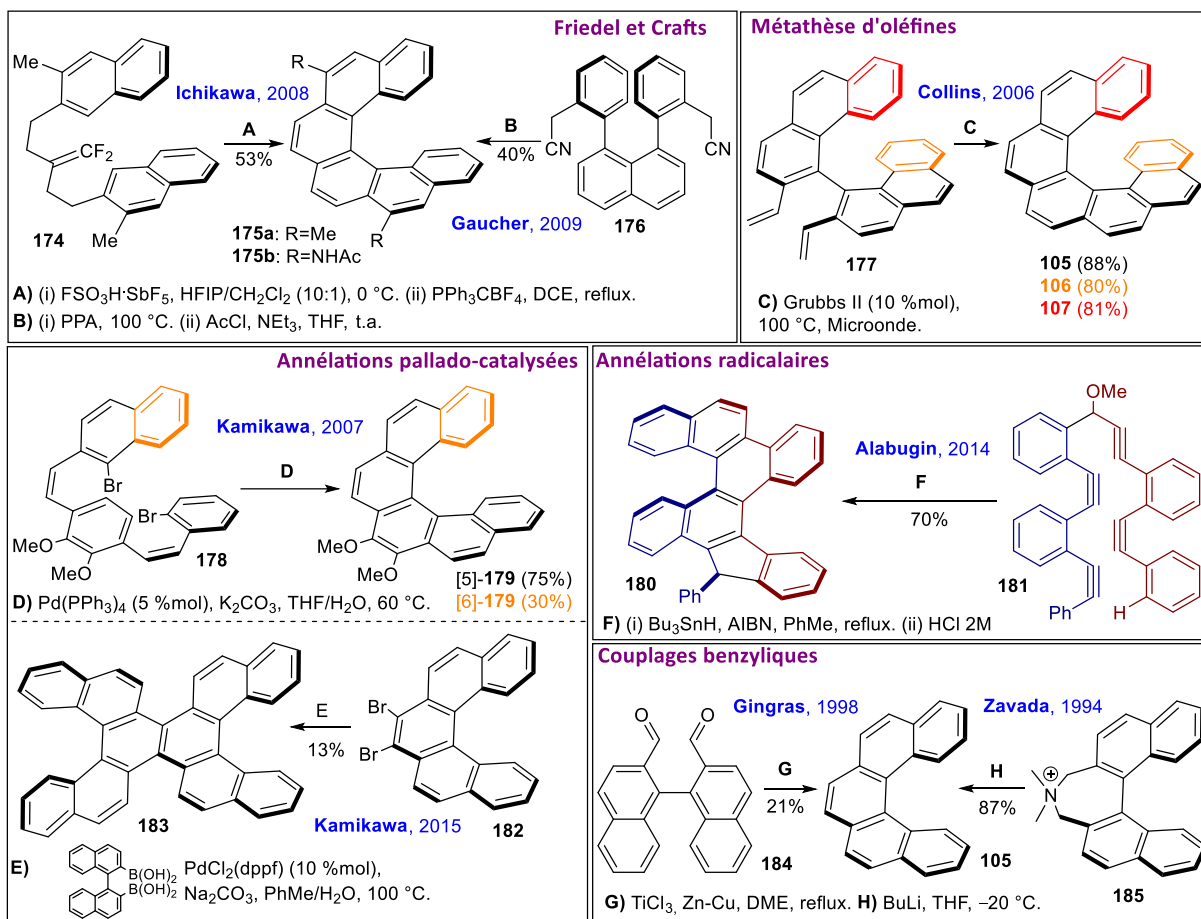 Friedel et Crafts
Me
Ichikawa, 2008
A
53%
CF2
Me
174
R
R
175a: R=Me
175b: R=NHAc
B
40%
CN
CN
Gaucher, 2009
176
A) (i) FSO3H·SbF5, HFIP/CH2Cl2 (10:1), 0 °C. (ii) PPh3CBF4, DCE, reflux.
B) (i) PPA, 100 °C. (ii) AcCl, NEt3, THF, t.a.
Métathèse d'oléfines
Collins, 2006
C
177
105 (88%)
106 (80%)
107 (81%)
C) Grubbs II (10 %mol),
100 °C, Microonde.
Annélations pallado-catalysées
Kamikawa, 2007
Br
Br
MeO
MeO
178
D
MeO
MeO
[5]-179 (75%)
[6]-179 (30%)
D) Pd(PPh3)4 (5 %mol), K2CO3, THF/H2O, 60 °C.
183
E
13%
Br
Br
Kamikawa, 2015
182
E)
B(OH)2
B(OH)2
PdCl2(dppf) (10 %mol),
Na2CO3, PhMe/H2O, 100 °C.
Annélations radicalaires
OMe
Alabugin, 2014
F
70%
180
Ph
181
Ph
H
F) (i) Bu3SnH, AIBN, PhMe, reflux. (ii) HCl 2M
Couplages benzyliques
O
O
Gingras, 1998
G
21%
184
105
Zavada, 1994
H
87%
N
+
185
G) TiCl3, Zn-Cu, DME, reflux. H) BuLi, THF, –20 °C.